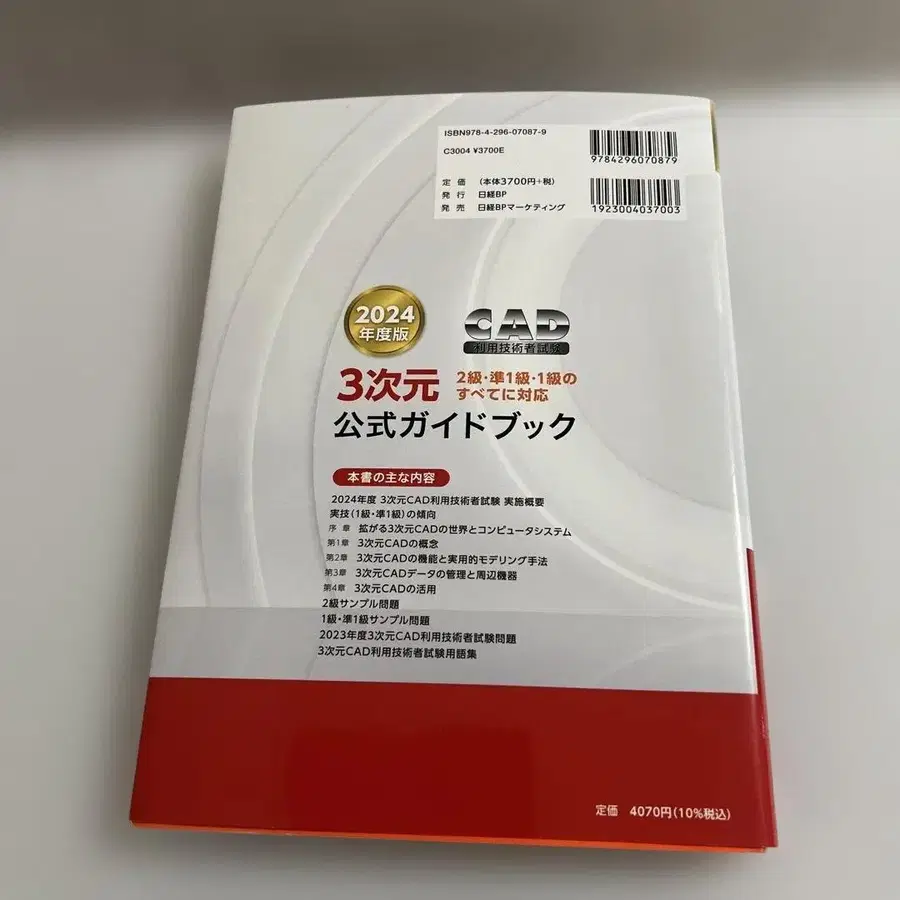 ISBN978-4-296-07087-9
C3004 ¥3700E
9784296070879
定価 (本体3700円+税)
発行 日経BP
発売 日経BPマーケティング
1923004037003
2024
年度版
CAD
利用技術者試験
3次元
2級・準1級・1級の
すべてに対応
公式ガイドブック
本書の主な内容
2024年度 3次元CAD利用技術者試験 実施概要
実技(1級・準1級)の傾向
序章 拡がる3次元CADの世界とコンピュータシステム
第1章 3次元CADの概念
第2章 3次元CADの機能と実用的モデリング手法
第3章 3次元CADデータの管理と周辺機器
第4章 3次元CADの活用
2級サンプル問題
1級・準1級サンプル問題
2023年度3次元CAD利用技術者試験問題
3次元CAD利用技術者試験用語集
定価 4070円(10%税込)